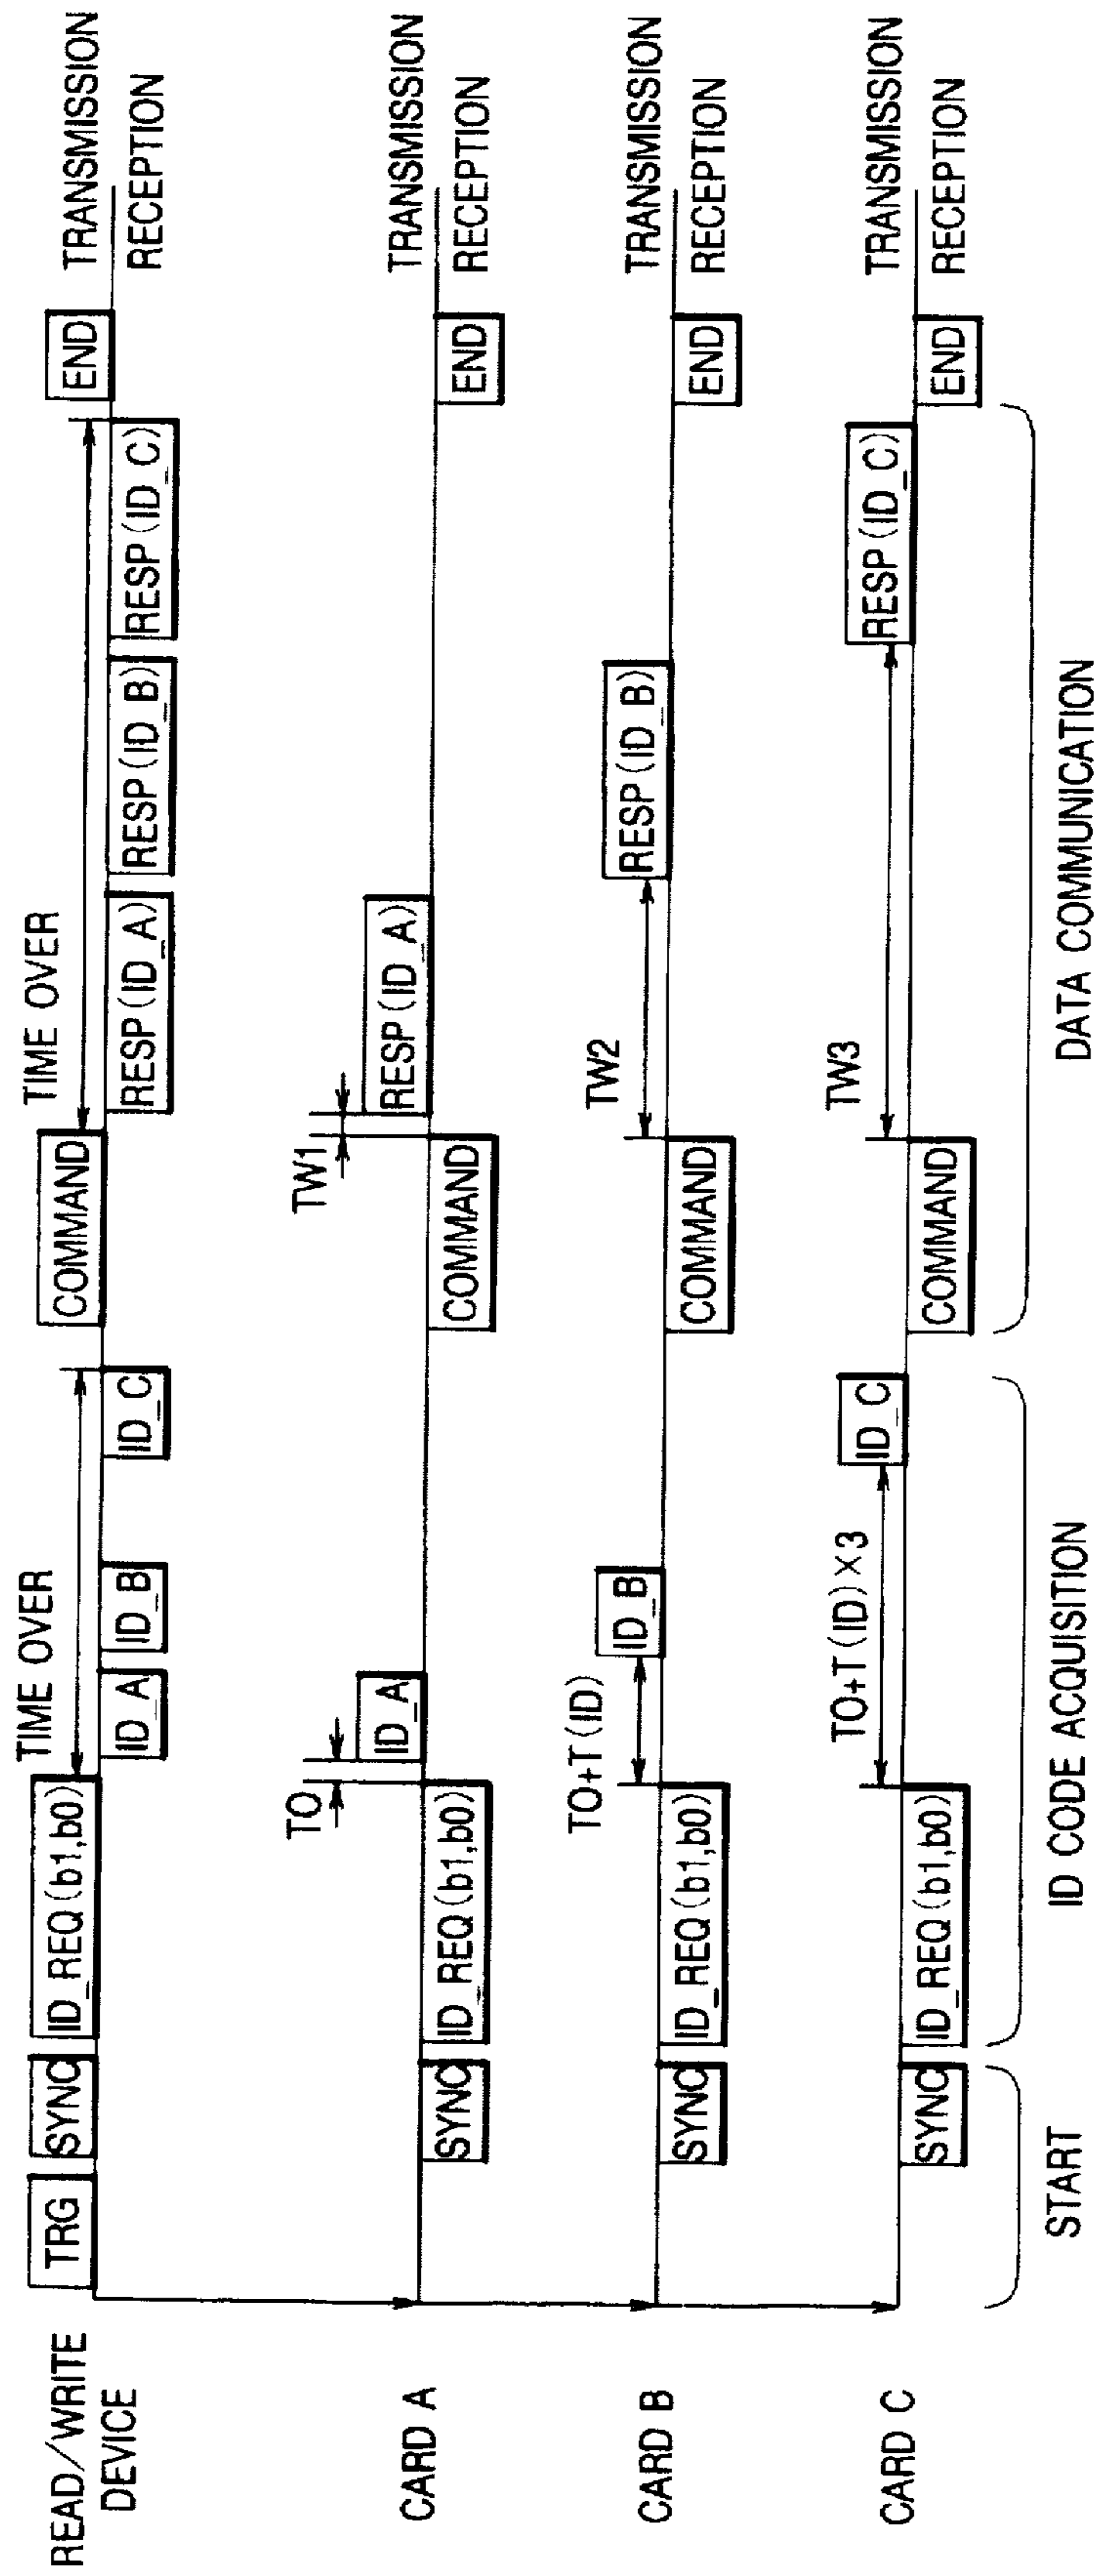 READ/WRITE
DEVICE
TRG
SYNC
ID_REQ(b1,b0)
TIME OVER
ID_A
ID_B
ID_C
COMMAND
TIME OVER
RESP(ID_A)
RESP(ID_B)
RESP(ID_C)
END
TRANSMISSION
RECEPTION
CARD A
SYNC
ID_REQ(b1,b0)
TO
ID_A
COMMAND
TW1
RESP(ID_A)
END
TRANSMISSION
RECEPTION
CARD B
SYNC
ID_REQ(b1,b0)
TO+T(ID)
ID_B
COMMAND
TW2
RESP(ID_B)
END
TRANSMISSION
RECEPTION
CARD C
SYNC
ID_REQ(b1,b0)
TO+T(ID)×3
ID_C
COMMAND
TW3
RESP(ID_C)
END
TRANSMISSION
RECEPTION
START
ID CODE ACQUISITION
DATA COMMUNICATION